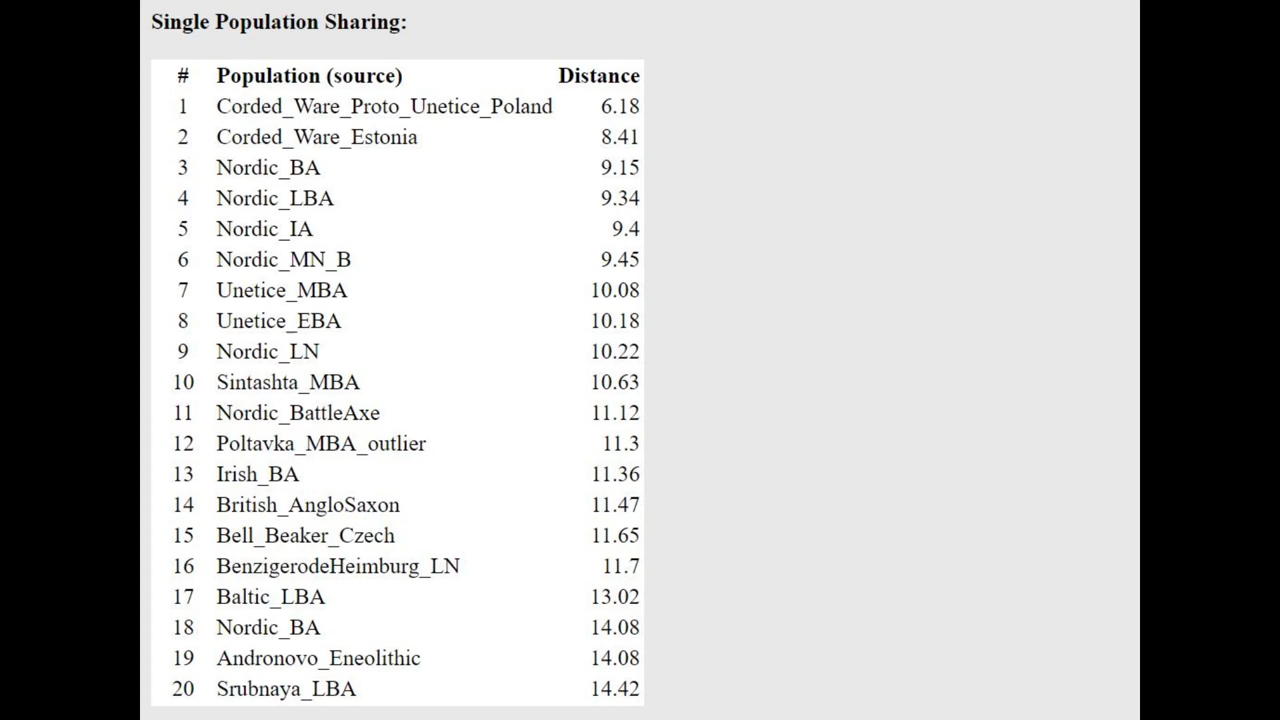 Single Population Sharing:
# Population (source) Distance
1 Corded_Ware_Proto_Unetice_Poland 6.18
2 Corded_Ware_Estonia 8.41
3 Nordic_BA 9.15
4 Nordic_LBA 9.34
5 Nordic_IA 9.4
6 Nordic_MN_B 9.45
7 Unetice_MBA 10.08
8 Unetice_EBA 10.18
9 Nordic_LN 10.22
10 Sintashta_MBA 10.63
11 Nordic_BattleAxe 11.12
12 Poltavka_MBA_outlier 11.3
13 Irish_BA 11.36
14 British_AngloSaxon 11.47
15 Bell_Beaker_Czech 11.65
16 BenzigerodeHeimburg_LN 11.7
17 Baltic_LBA 13.02
18 Nordic_BA 14.08
19 Andronovo_Eneolithic 14.08
20 Srubnaya_LBA 14.42